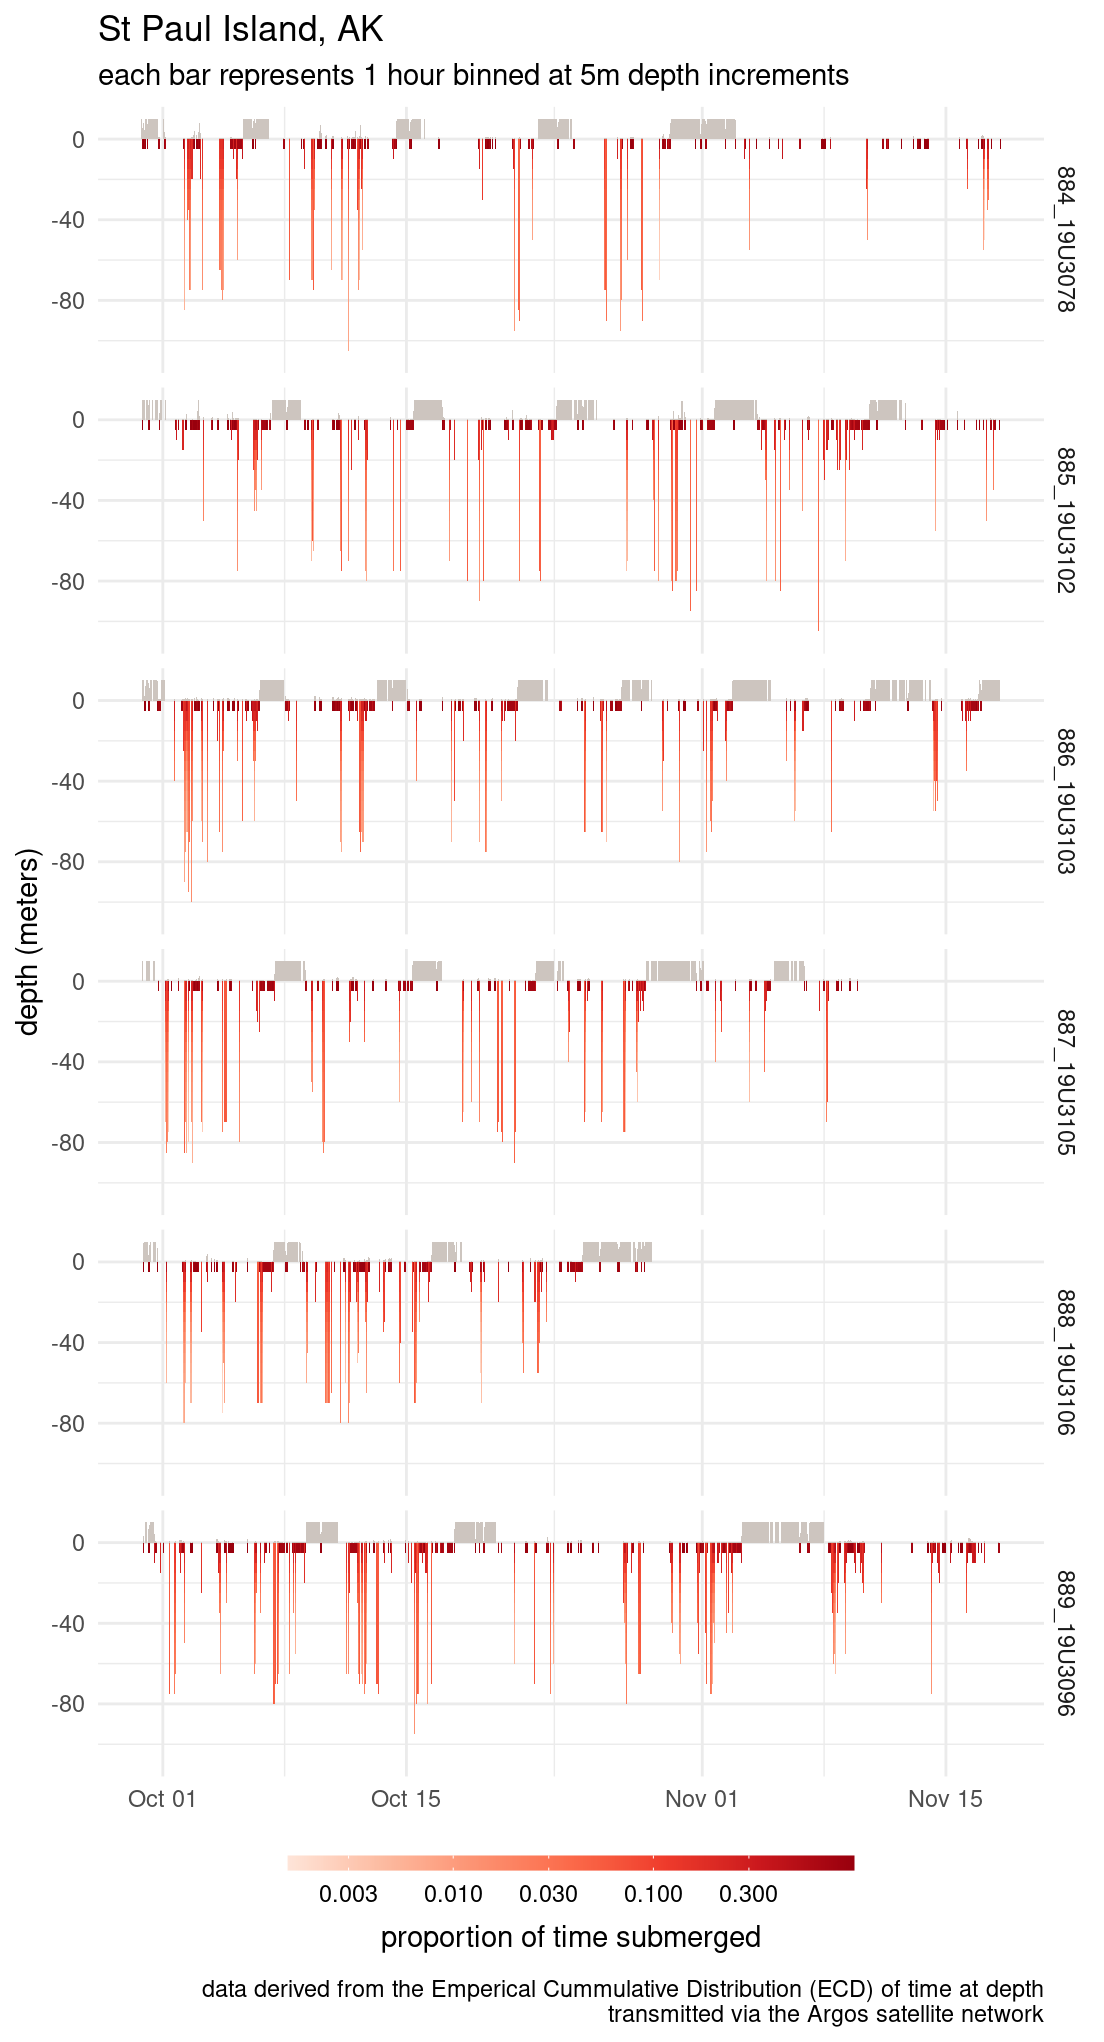 St Paul Island, AK
each bar represents 1 hour binned at 5m depth increments
depth (meters)
0
-40
-80
884_19U3078
0
-40
-80
885_19U3102
0
-40
-80
886_19U3103
0
-40
-80
887_19U3105
0
-40
-80
888_19U3106
0
-40
-80
889_19U3096
Oct 01 Oct 15 Nov 01 Nov 15
0.003 0.010 0.030 0.100 0.300
proportion of time submerged
data derived from the Emperical Cummulative Distribution (ECD) of time at depth
transmitted via the Argos satellite network